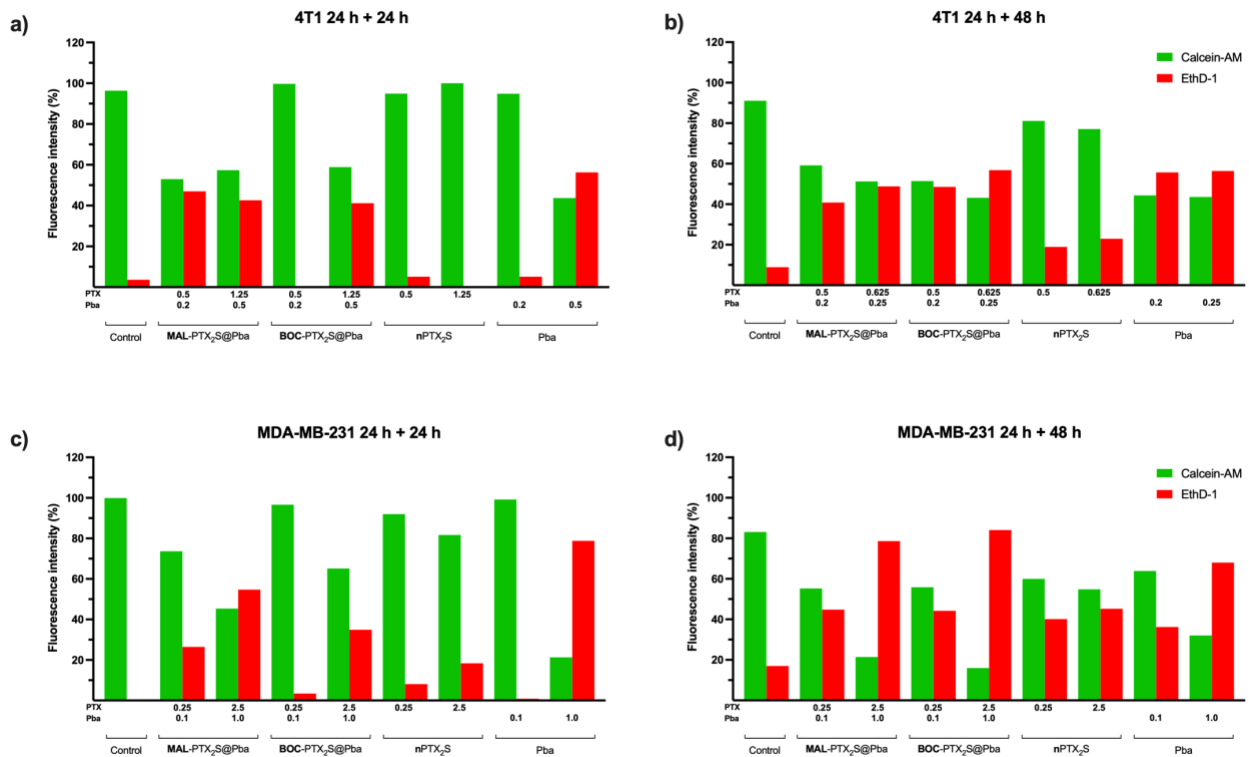 a)
4T1 24 h + 24 h
Fluorescence intensity (%)
120
100
80
60
40
20
PTX 0.5 1.25 0.5 1.25 0.5 1.25
Pba 0.2 0.5 0.2 0.5 0.2 0.5
Control MAL-PTX₂S@Pba BOC-PTX₂S@Pba nPTX₂S Pba
b)
4T1 24 h + 48 h
Calcein-AM
EthD-1
Fluorescence intensity (%)
120
100
80
60
40
20
PTX 0.5 0.625 0.5 0.625 0.5 0.625
Pba 0.2 0.25 0.2 0.25 0.2 0.25
Control MAL-PTX₂S@Pba BOC-PTX₂S@Pba nPTX₂S Pba
c)
MDA-MB-231 24 h + 24 h
Fluorescence intensity (%)
120
100
80
60
40
20
PTX 0.25 2.5 0.25 2.5 0.25 2.5
Pba 0.1 1.0 0.1 1.0 0.1 1.0
Control MAL-PTX₂S@Pba BOC-PTX₂S@Pba nPTX₂S Pba
d)
MDA-MB-231 24 h + 48 h
Calcein-AM
EthD-1
Fluorescence intensity (%)
120
100
80
60
40
20
PTX 0.25 2.5 0.25 2.5 0.25 2.5
Pba 0.1 1.0 0.1 1.0 0.1 1.0
Control MAL-PTX₂S@Pba BOC-PTX₂S@Pba nPTX₂S Pba